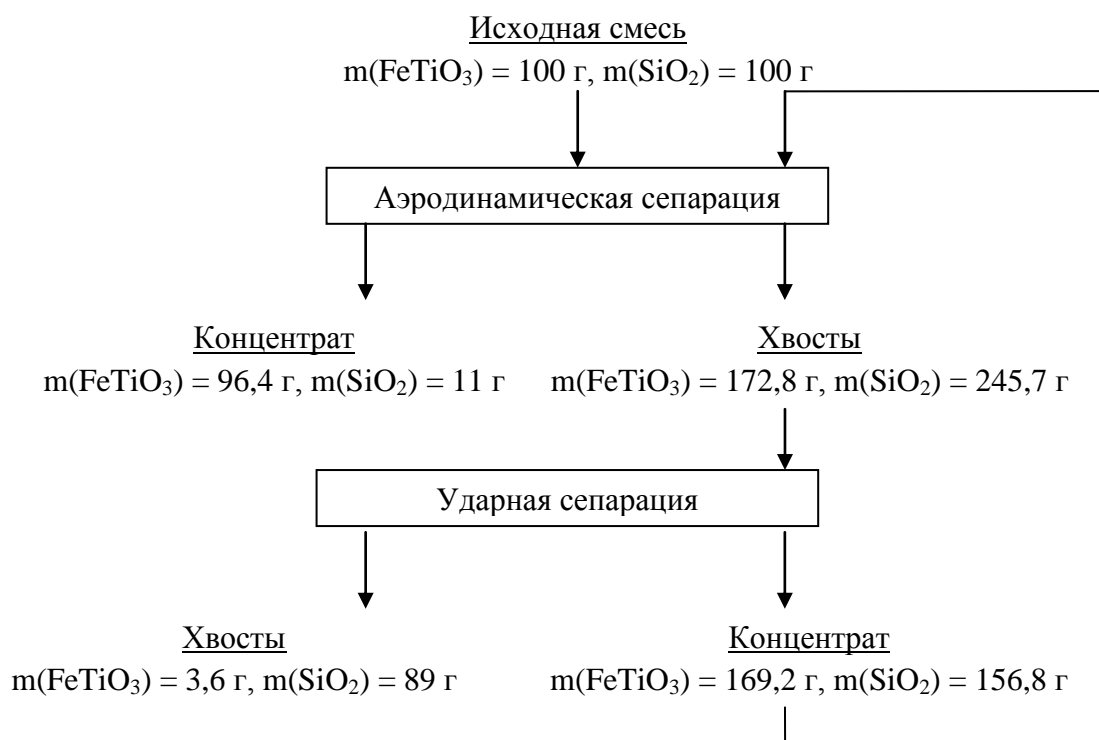 Исходная смесь
m(FeTiO₃) = 100 г, m(SiO₂) = 100 г
Аэродинамическая сепарация
Концентрат
m(FeTiO₃) = 96,4 г, m(SiO₂) = 11 г
Хвосты
m(FeTiO₃) = 172,8 г, m(SiO₂) = 245,7 г
Ударная сепарация
Хвосты
m(FeTiO₃) = 3,6 г, m(SiO₂) = 89 г
Концентрат
m(FeTiO₃) = 169,2 г, m(SiO₂) = 156,8 г